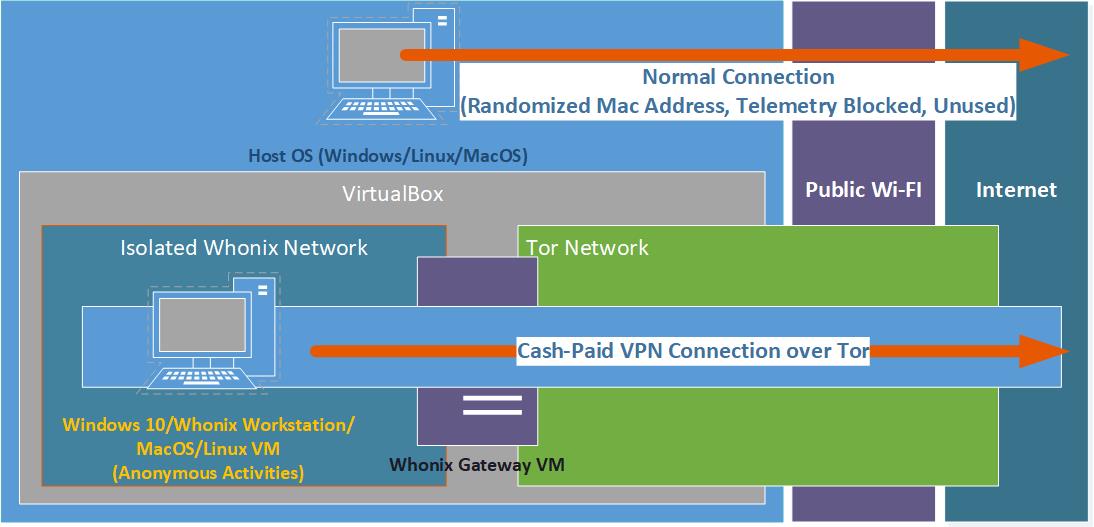 Normal Connection
(Randomized Mac Address, Telemetry Blocked, Unused)
Host OS (Windows/Linux/MacOS)
VirtualBox
Public Wi-FI
Internet
Isolated Whonix Network
Tor Network
Cash-Paid VPN Connection over Tor
Windows 10/Whonix Workstation/
MacOS/Linux VM
(Anonymous Activities)
Whonix Gateway VM